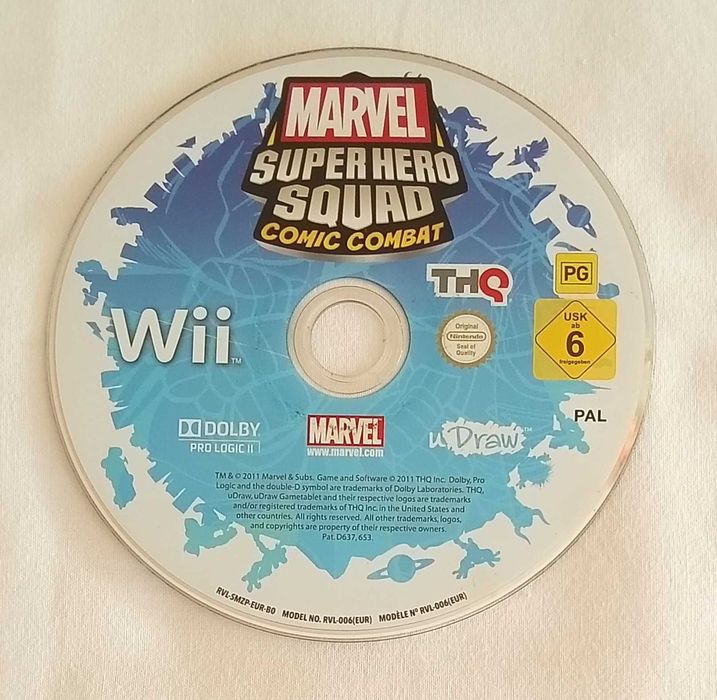 MARVEL
SUPER HERO
SQUAD
COMIC COMBAT
THQ
PG
Original
Nintendo
Seal of
Quality
USK
ab
6
freigegeben
Wii™
PAL
DOLBY
PRO LOGIC II
MARVEL
www.marvel.com
uDraw™
TM & © 2011 Marvel & Subs. Game and Software © 2011 THQ Inc. Dolby, Pro
Logic and the double-D symbol are trademarks of Dolby Laboratories. THQ,
uDraw, uDraw Gametablet and their respective logos are trademarks
and/or registered trademarks of THQ Inc. in the United States and
other countries. All rights reserved. All other trademarks, logos,
and copyrights are property of their respective owners.
Pat. D637, 653.
RVL-SMZP-EUR-B0 MODEL NO. RVL-006(EUR) MODÈLE Nº RVL-006(EUR)